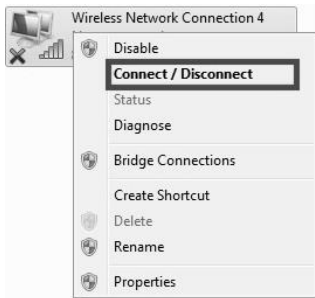 Wireless Network Connection 4
Disable
Connect / Disconnect
Status
Diagnose
Bridge Connections
Create Shortcut
Delete
Rename
Properties